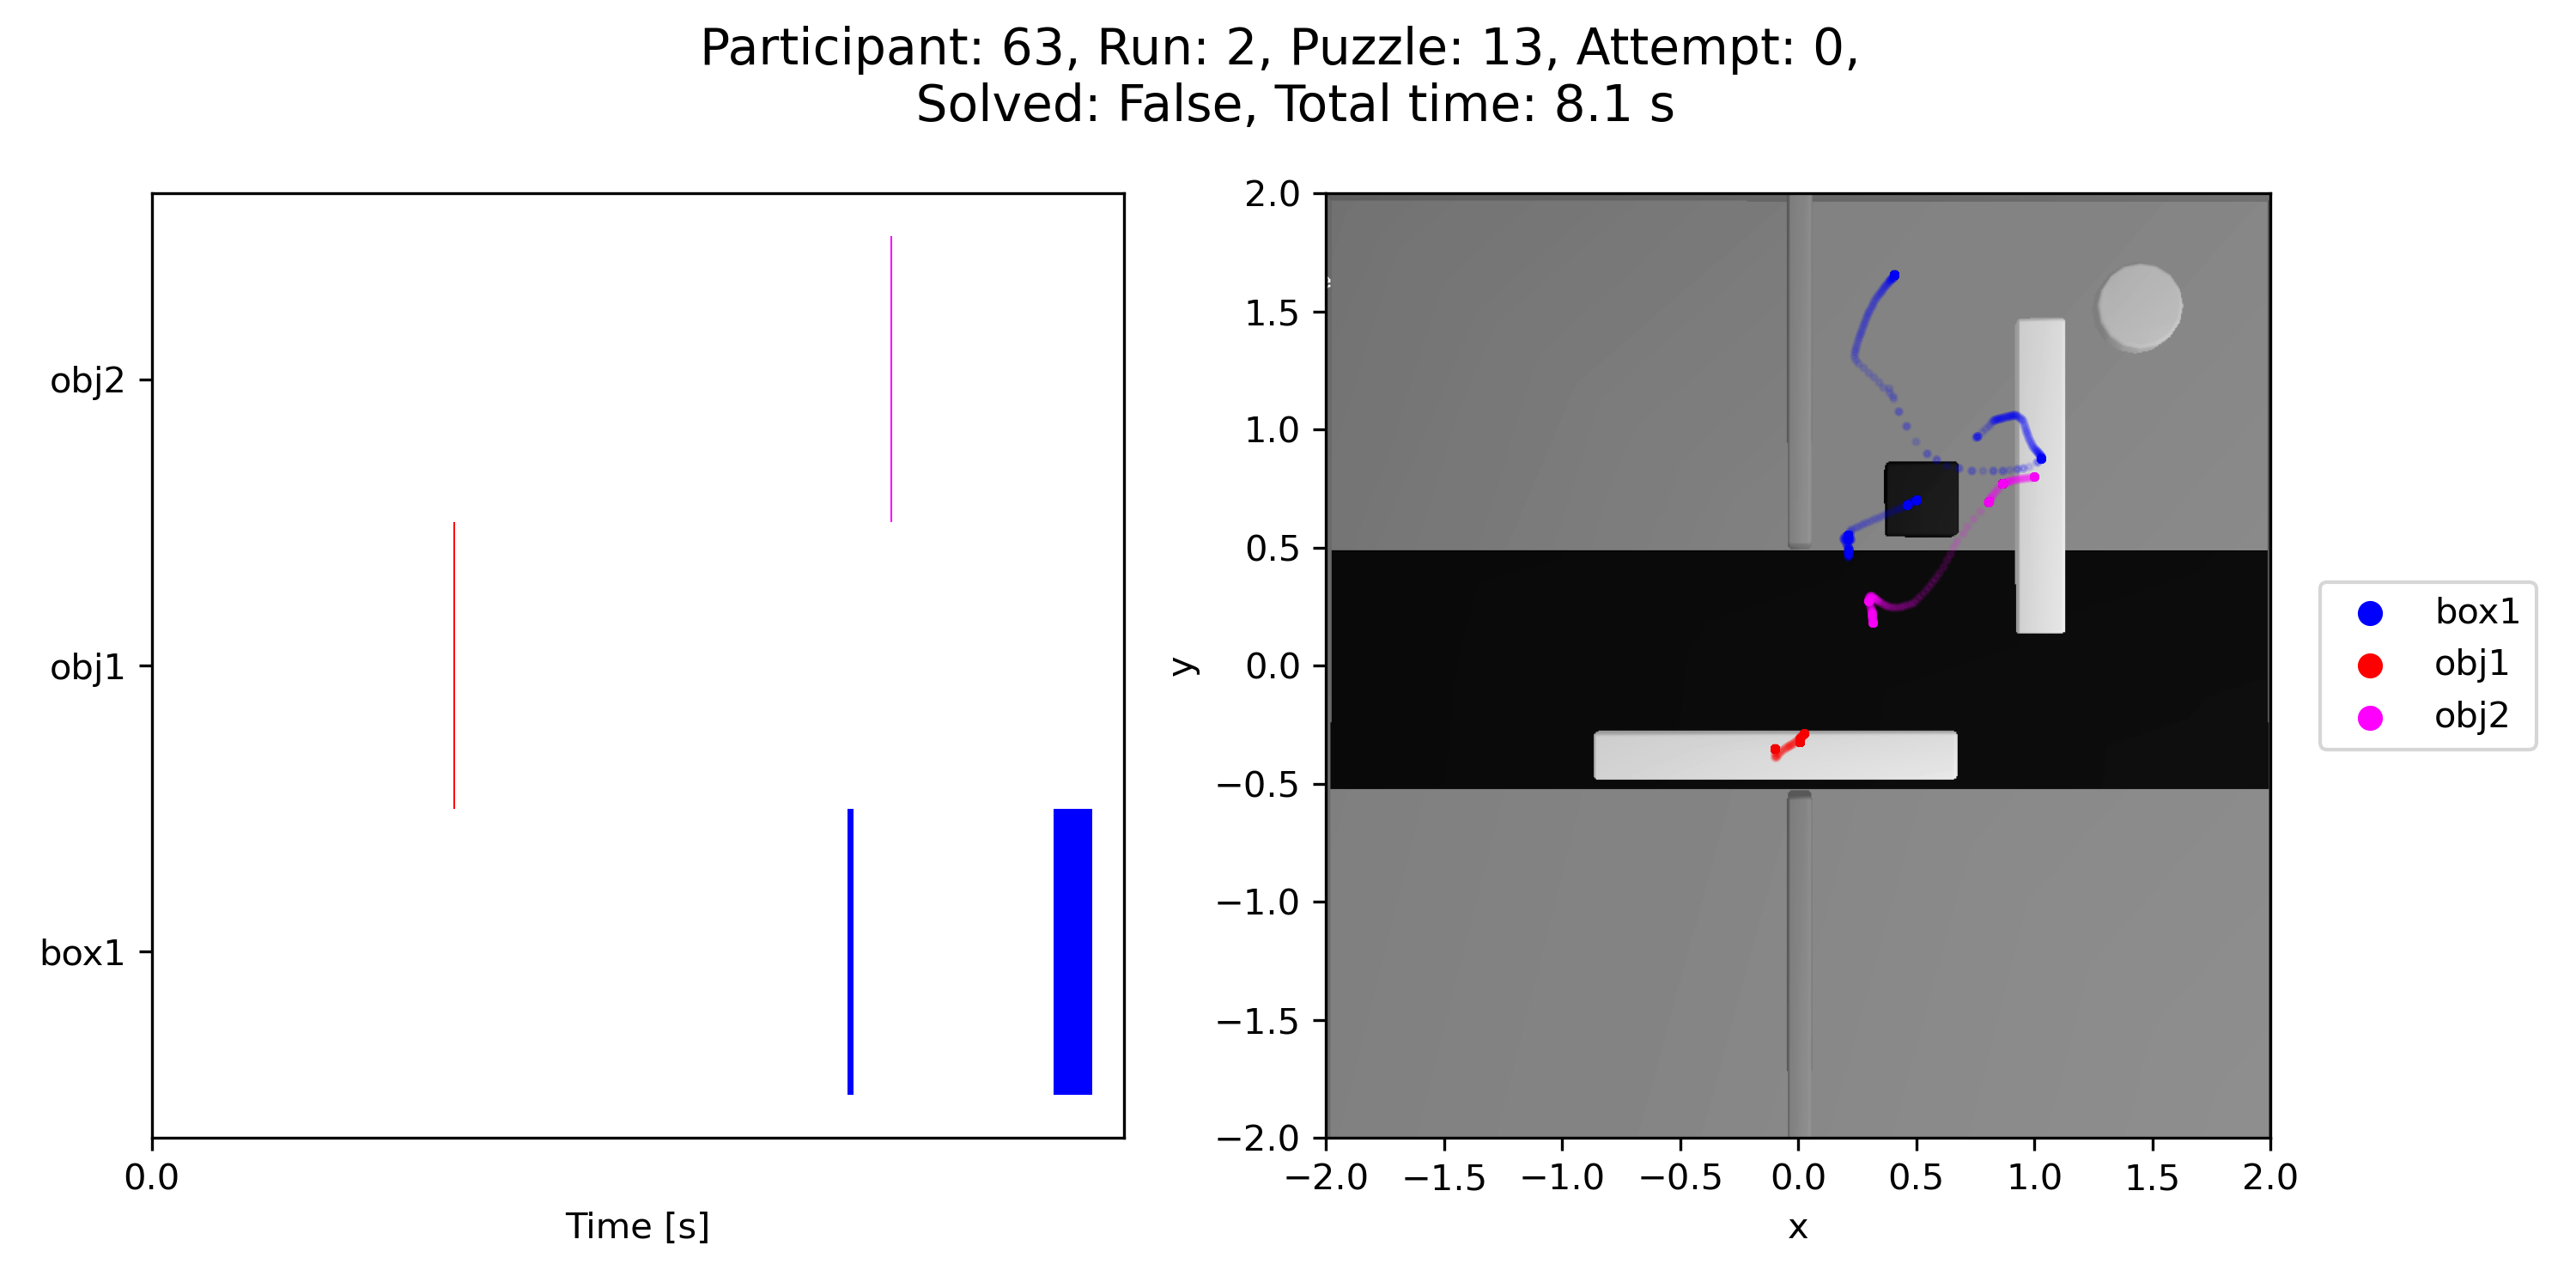 Participant: 63, Run: 2, Puzzle: 13, Attempt: 0,
Solved: False, Total time: 8.1 s
obj2
obj1
box1
0.0
Time [s]
2.0
1.5
1.0
0.5
0.0
−0.5
−1.0
−1.5
−2.0
y
−2.0 −1.5 −1.0 −0.5 0.0 0.5 1.0 1.5 2.0
x
box1
obj1
obj2